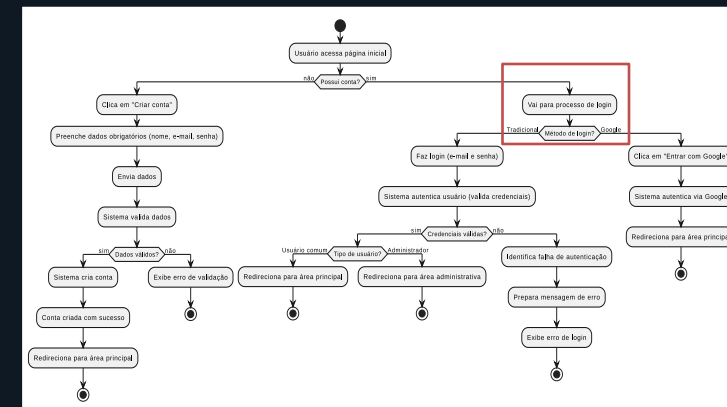 Usuário acessa página inicial
não
Possui conta?
sim
Clica em "Criar conta"
Vai para processo de login
Preenche dados obrigatórios (nome, e-mail, senha)
Tradicional
Método de login?
Google
Faz login (e-mail e senha)
Clica em "Entrar com Google"
Envia dados
Sistema autentica usuário (valida credenciais)
Sistema autentica via Google
Sistema valida dados
sim
Credenciais válidas?
não
Redireciona para área
sim
Dados válidos?
não
Usuário comum
Tipo de usuário?
Administrador
Identifica falha de autenticação
Sistema cria conta
Exibe erro de validação
Redireciona para área principal
Redireciona para área administrativa
Prepara mensagem de erro
Conta criada com sucesso
Exibe erro de login
Redireciona para área principal